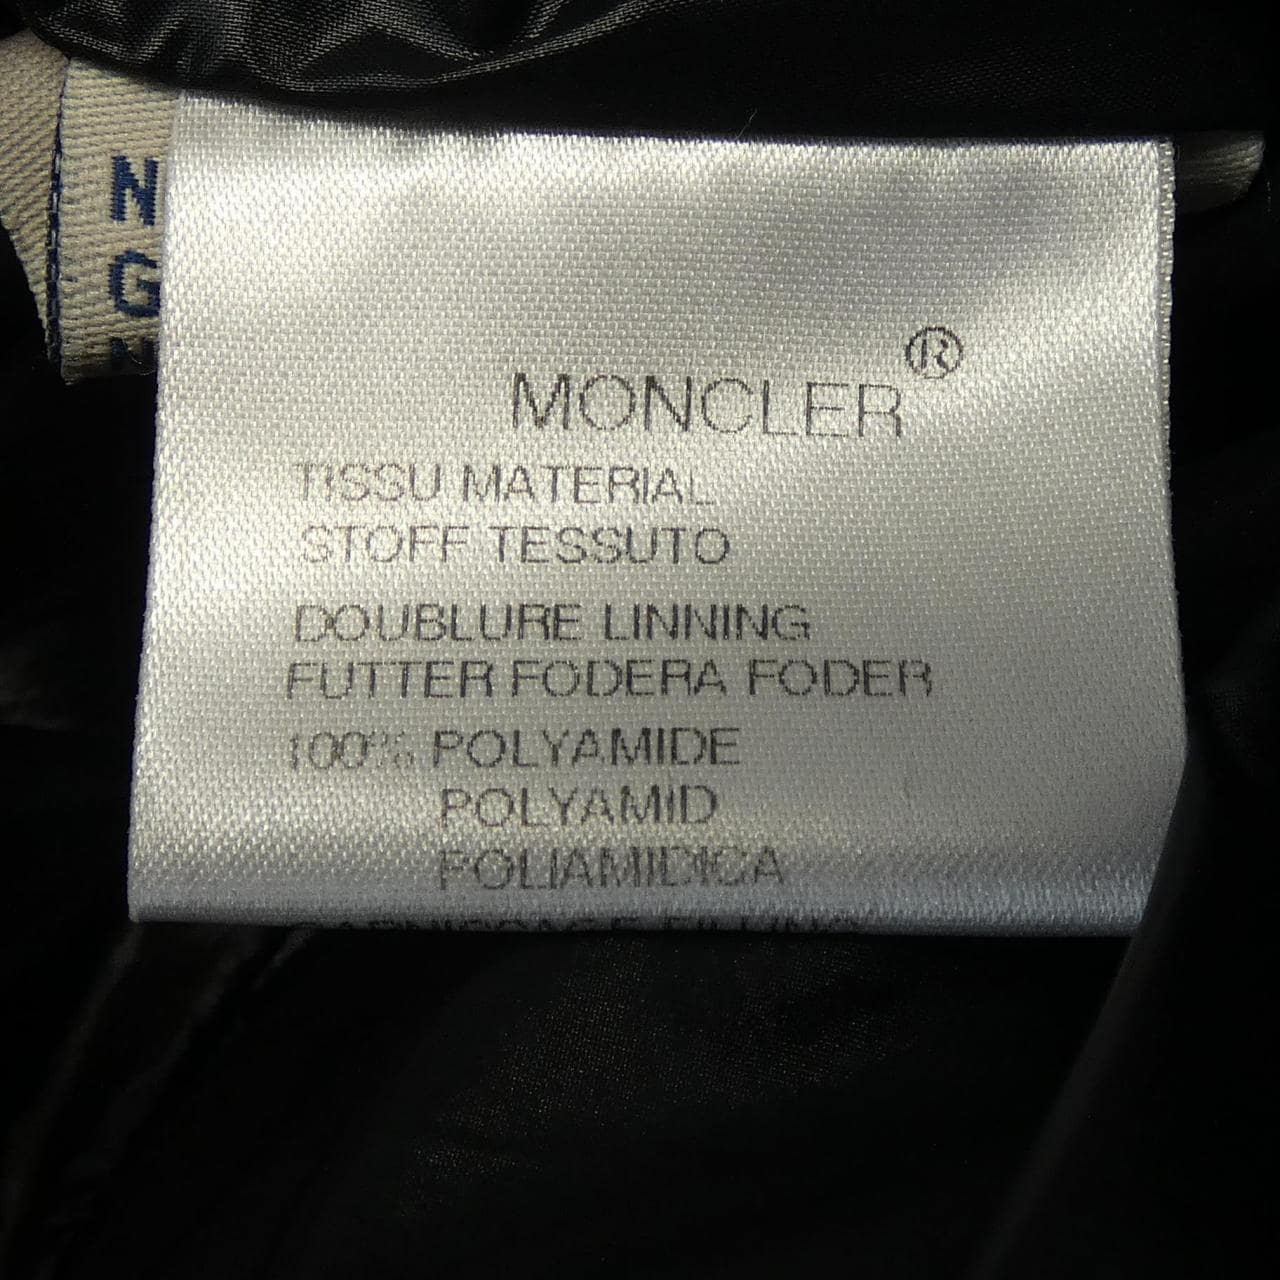 N
G
MONCLER®
TISSU MATERIAL
STOFF TESSUTO
DOUBLURE LINNING
FUTTER FODERA FODER
100% POLYAMIDE
POLYAMID
POLIAMIDICA